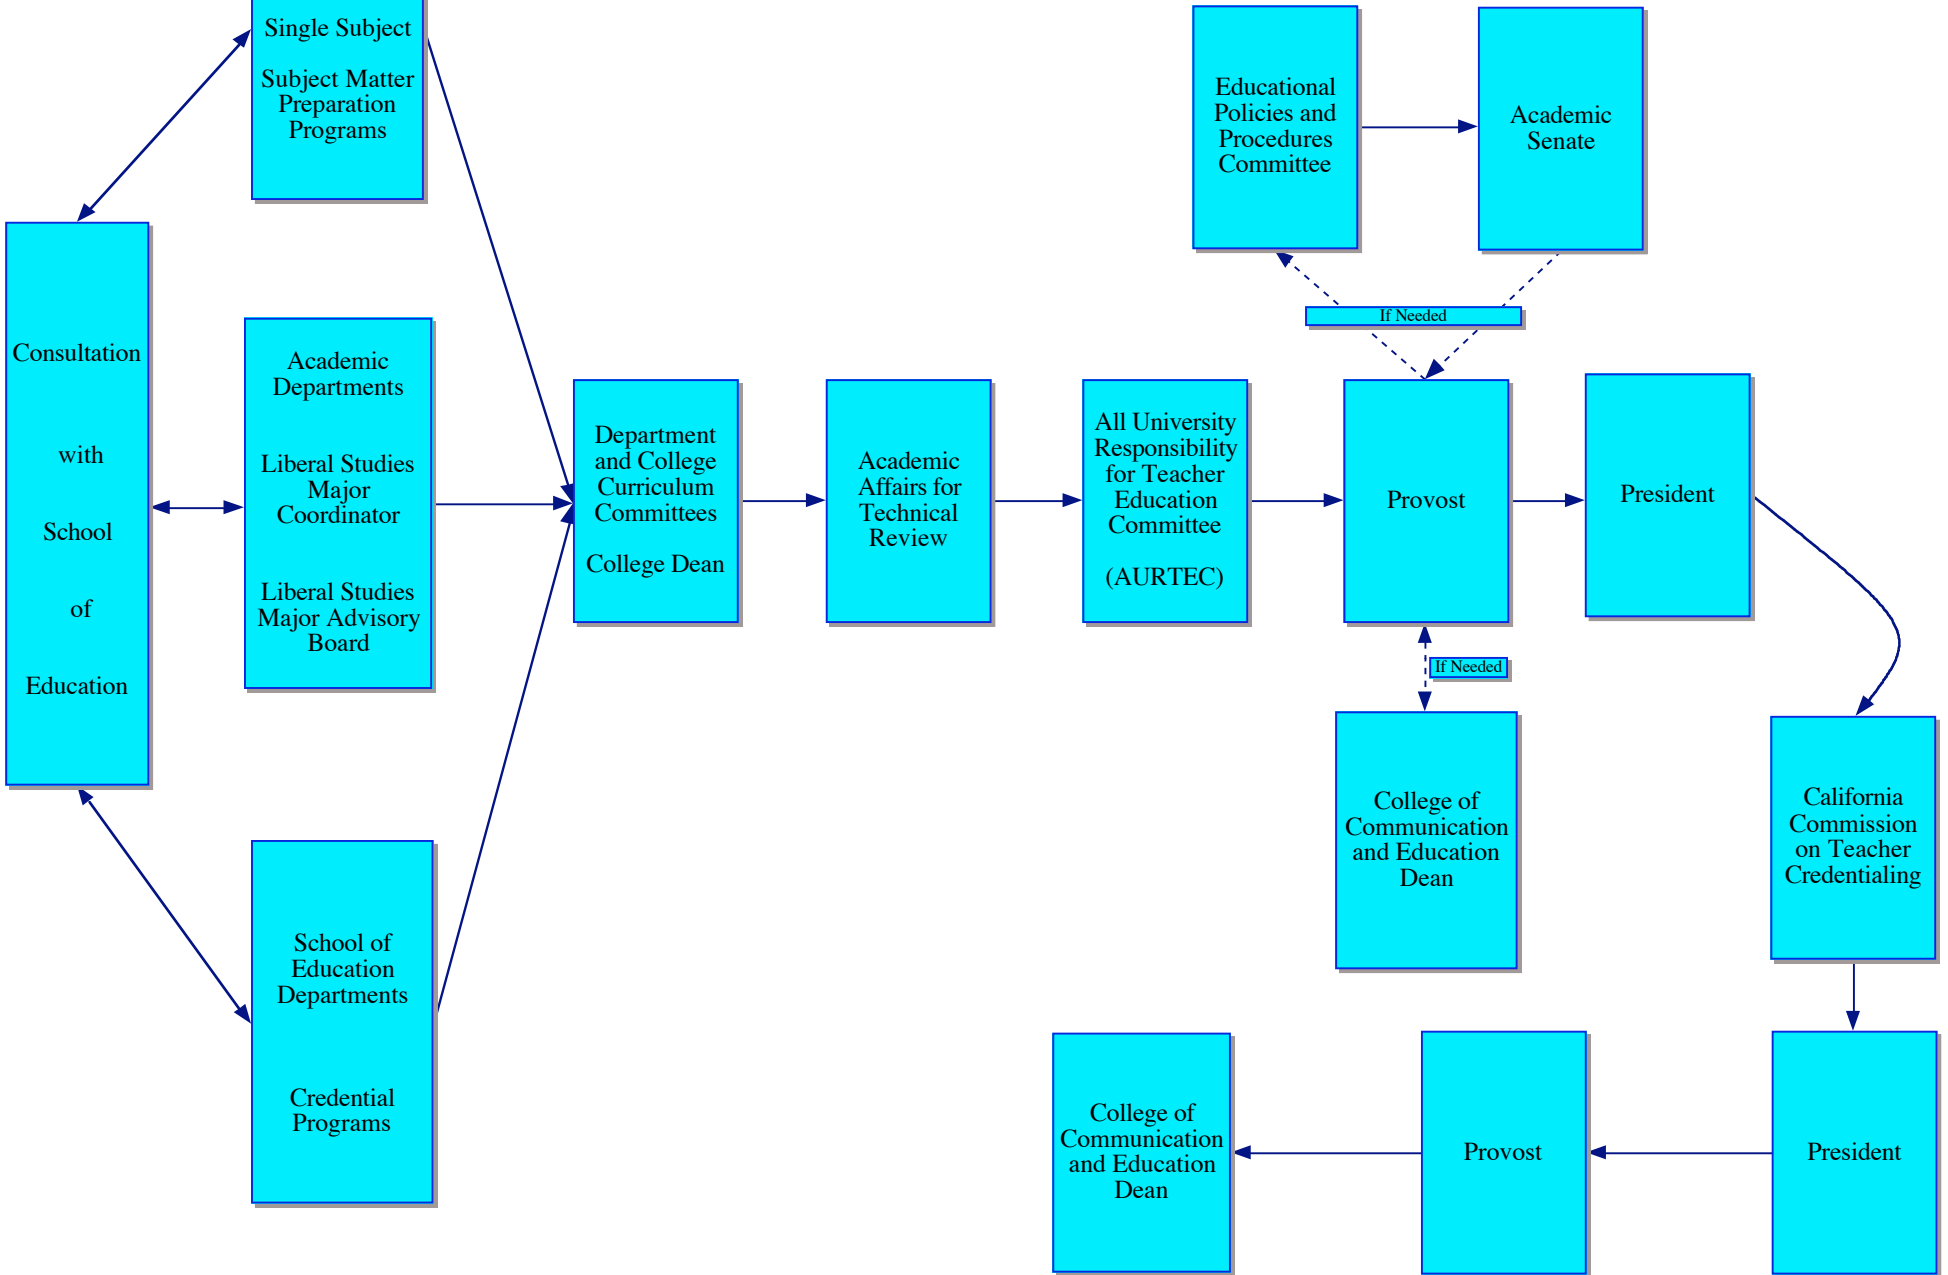 Single Subject
Subject Matter
Preparation
Programs
Consultation
with
School
of
Education
Academic
Departments
Liberal Studies
Major
Coordinator
Liberal Studies
Major Advisory
Board
School of
Education
Departments
Credential
Programs
Department
and College
Curriculum
Committees
College Dean
Academic
Affairs for
Technical
Review
All University
Responsibility
for Teacher
Education
Committee
(AURTEC)
Educational
Policies and
Procedures
Committee
Academic
Senate
If Needed
Provost
President
If Needed
College of
Communication
and Education
Dean
California
Commission
on Teacher
Credentialing
President
Provost
College of
Communication
and Education
Dean